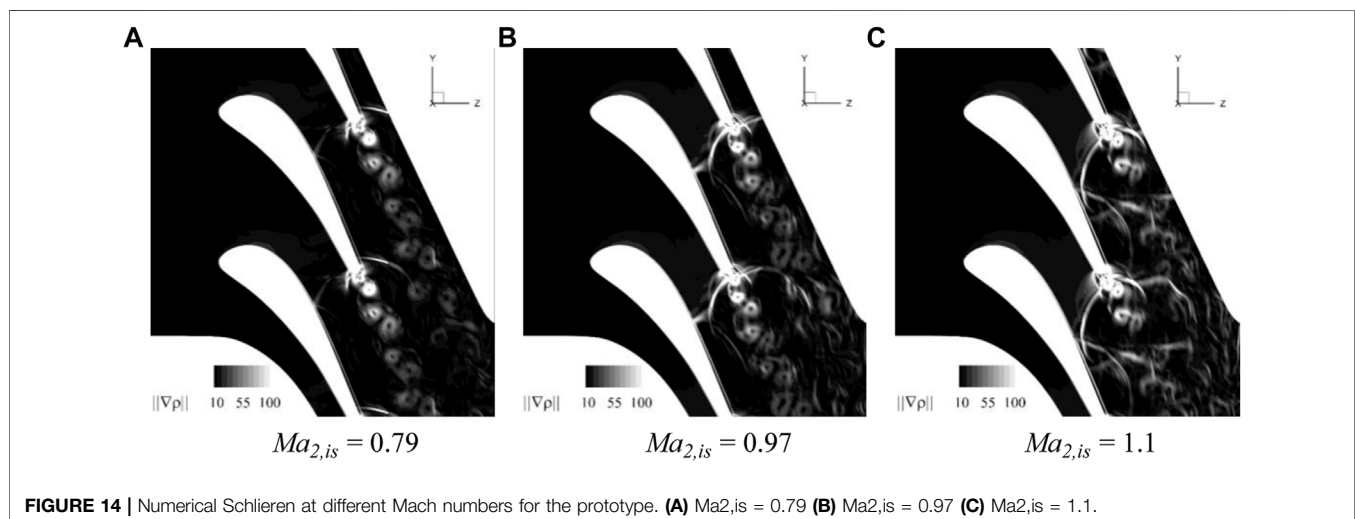 A
B
C
Y
X
Z
Y
X
Z
Y
X
Z
||∇ρ||
10 55 100
||∇ρ||
10 55 100
||∇ρ||
10 55 100
Ma2,is = 0.79
Ma2,is = 0.97
Ma2,is = 1.1
FIGURE 14 | Numerical Schlieren at different Mach numbers for the prototype. (A) Ma2,is = 0.79 (B) Ma2,is = 0.97 (C) Ma2,is = 1.1.